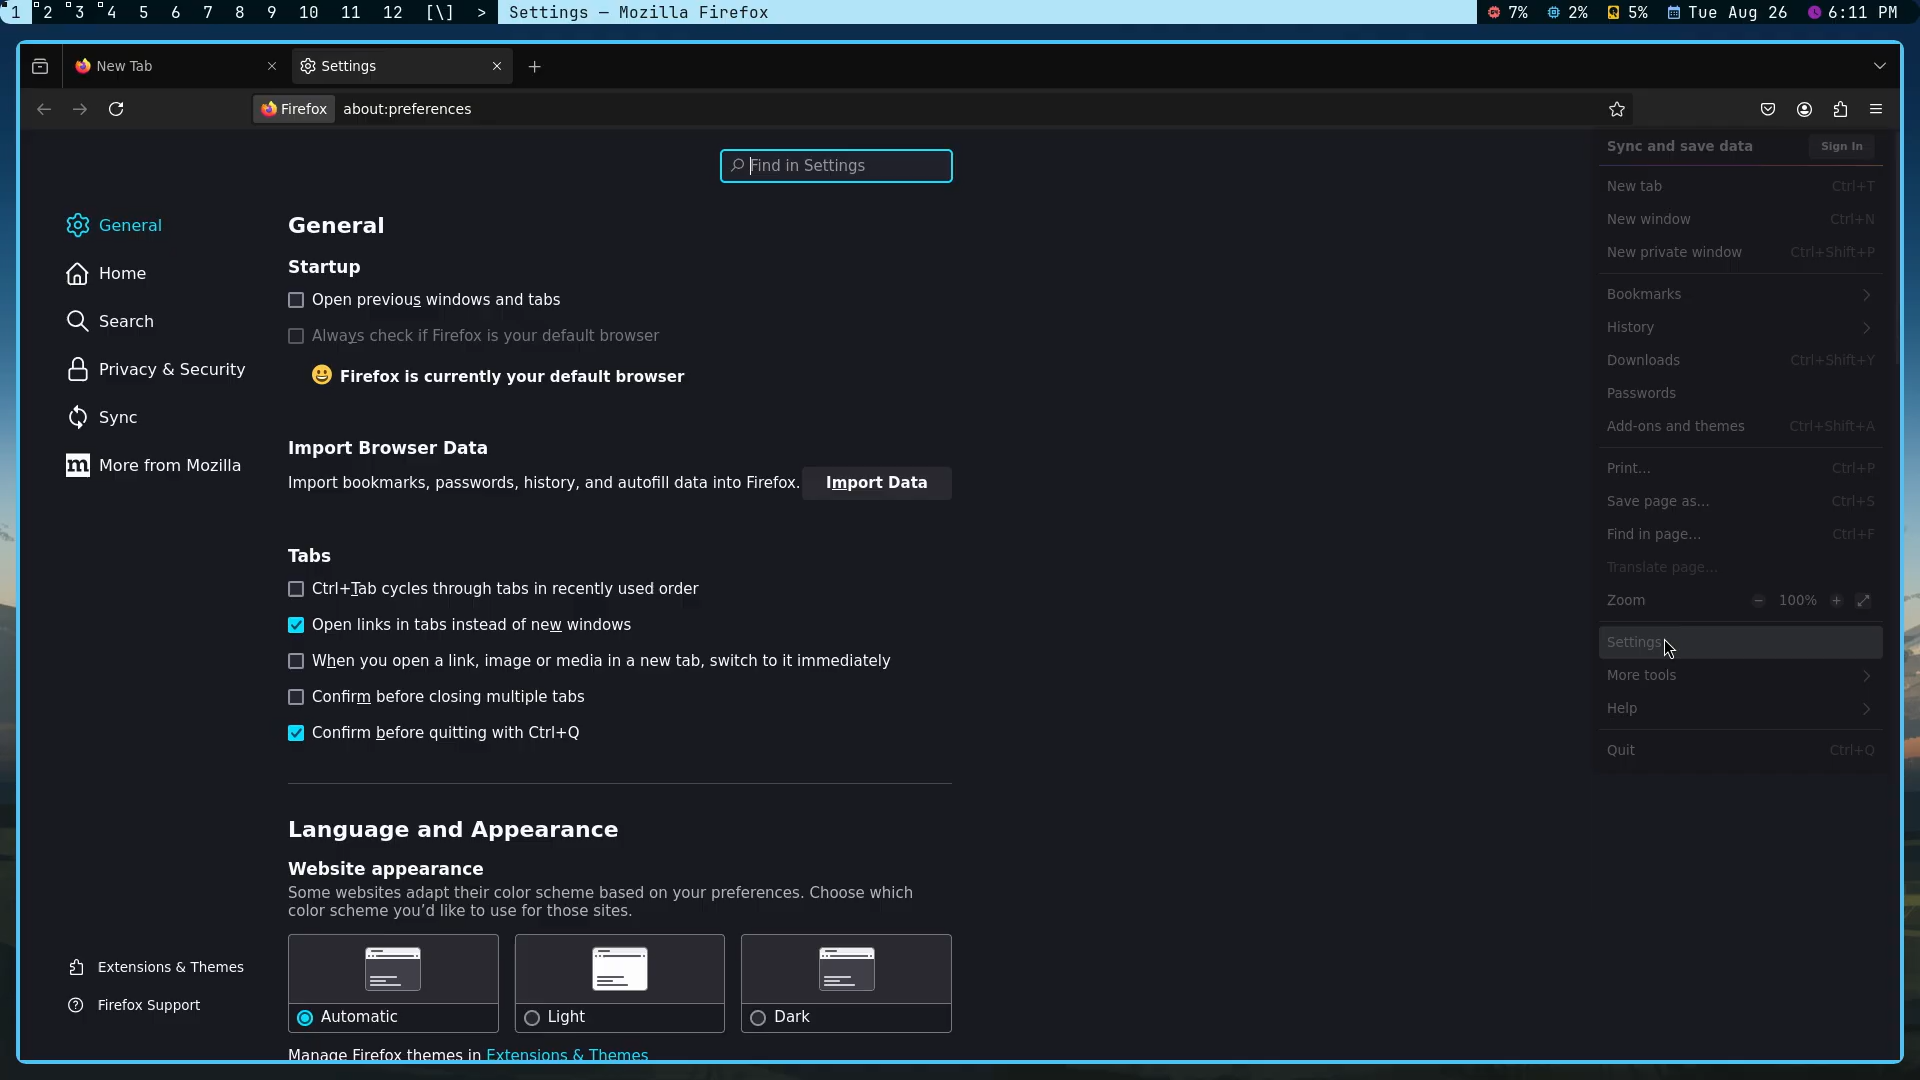 1 2 3 4 5 6 7 8 9 10 11 12 [\] > Settings — Mozilla Firefox 7% 2% 5% Tue Aug 26 6:11 PM
New Tab Settings
Firefox about:preferences
Find in Settings
General
Home
Search
Privacy & Security
Sync
More from Mozilla
Extensions & Themes
Firefox Support
General
Startup
Open previous windows and tabs
Always check if Firefox is your default browser
Firefox is currently your default browser
Import Browser Data
Import bookmarks, passwords, history, and autofill data into Firefox. Import Data
Tabs
Ctrl+Tab cycles through tabs in recently used order
Open links in tabs instead of new windows
When you open a link, image or media in a new tab, switch to it immediately
Confirm before closing multiple tabs
Confirm before quitting with Ctrl+Q
Language and Appearance
Website appearance
Some websites adapt their color scheme based on your preferences. Choose which
color scheme you’d like to use for those sites.
Automatic Light Dark
Manage Firefox themes in Extensions & Themes
Sync and save data Sign In
New tab Ctrl+T
New window Ctrl+N
New private window Ctrl+Shift+P
Bookmarks
History
Downloads Ctrl+Shift+Y
Passwords
Add-ons and themes Ctrl+Shift+A
Print… Ctrl+P
Save page as… Ctrl+S
Find in page… Ctrl+F
Translate page…
Zoom 100%
Settings
More tools
Help
Quit Ctrl+Q